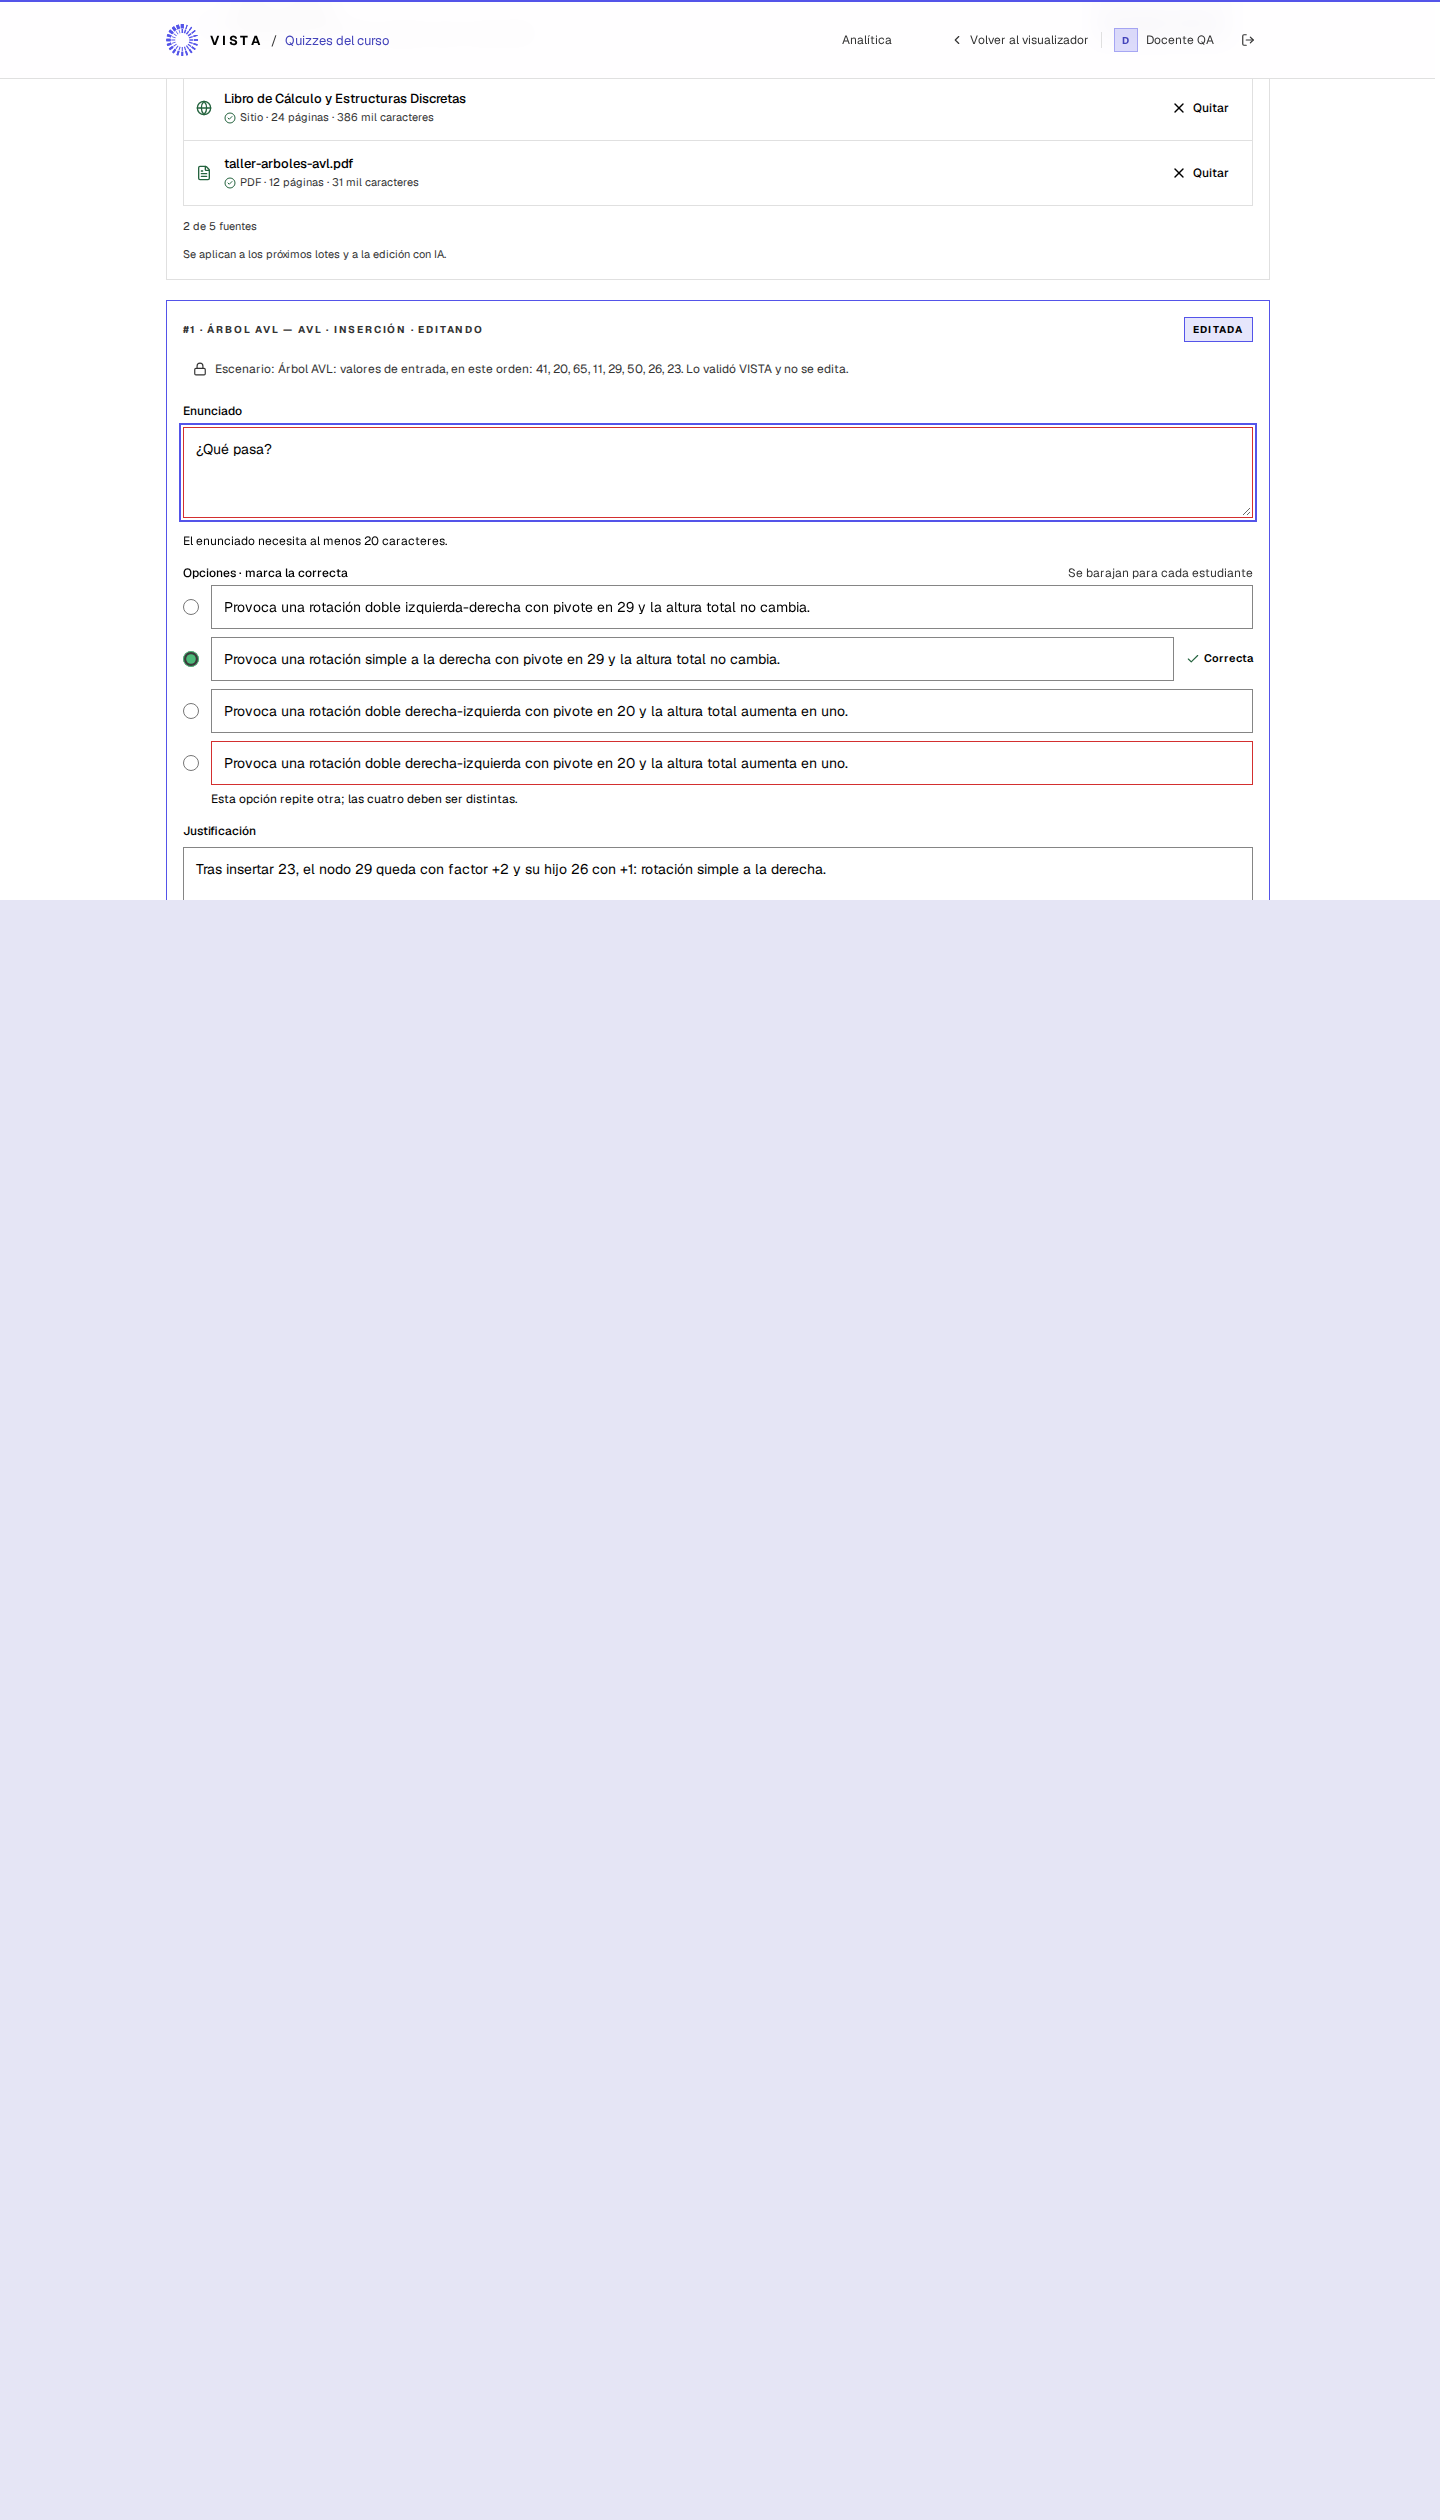 VISTA / Quizzes del curso
Analítica
Volver al visualizador
D
Docente QA
Libro de Cálculo y Estructuras Discretas
Quitar
Sitio · 24 páginas · 386 mil caracteres
taller-arboles-avl.pdf
Quitar
PDF · 12 páginas · 31 mil caracteres
2 de 5 fuentes
Se aplican a los próximos lotes y a la edición con IA.
#1 · ÁRBOL AVL — AVL · INSERCIÓN · EDITANDO
EDITADA
Escenario: Árbol AVL: valores de entrada, en este orden: 41, 20, 65, 11, 29, 50, 26, 23. Lo validó VISTA y no se edita.
Enunciado
¿Qué pasa?
El enunciado necesita al menos 20 caracteres.
Opciones · marca la correcta
Se barajan para cada estudiante
Provoca una rotación doble izquierda-derecha con pivote en 29 y la altura total no cambia.
Provoca una rotación simple a la derecha con pivote en 29 y la altura total no cambia.
Correcta
Provoca una rotación doble derecha-izquierda con pivote en 20 y la altura total aumenta en uno.
Provoca una rotación doble derecha-izquierda con pivote en 20 y la altura total aumenta en uno.
Esta opción repite otra; las cuatro deben ser distintas.
Justificación
Tras insertar 23, el nodo 29 queda con factor +2 y su hijo 26 con +1: rotación simple a la derecha.